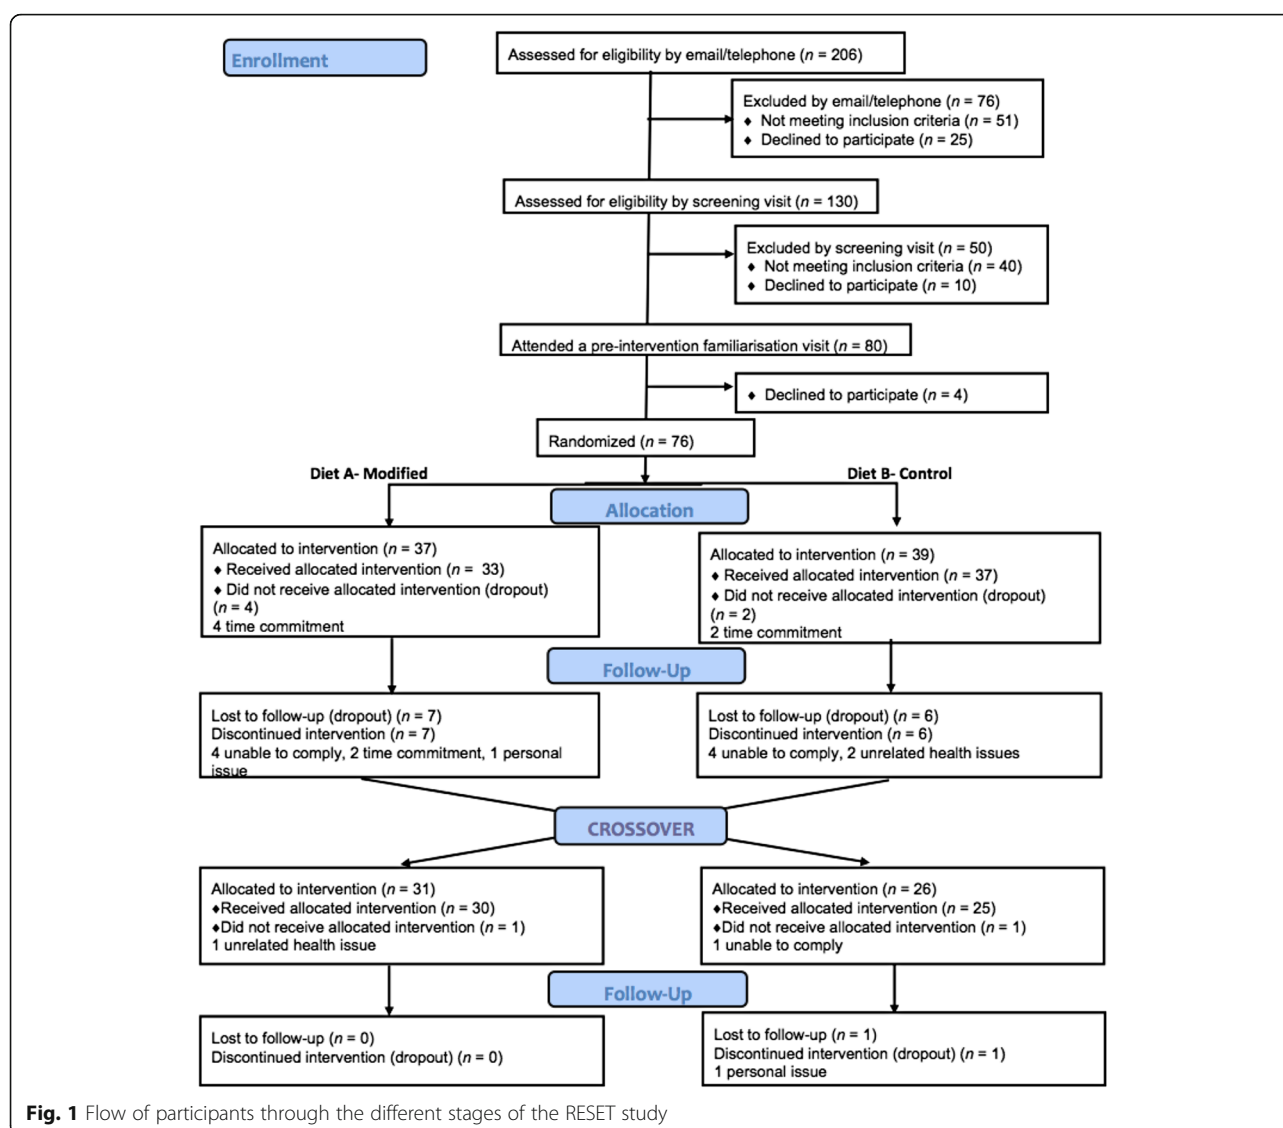 Enrollment
Assessed for eligibility by email/telephone (n = 206)
Excluded by email/telephone (n = 76)
♦ Not meeting inclusion criteria (n = 51)
♦ Declined to participate (n = 25)
Assessed for eligibility by screening visit (n = 130)
Excluded by screening visit (n = 50)
♦ Not meeting inclusion criteria (n = 40)
♦ Declined to participate (n = 10)
Attended a pre-intervention familiarisation visit (n = 80)
♦ Declined to participate (n = 4)
Randomized (n = 76)
Diet A- Modified
Diet B- Control
Allocation
Allocated to intervention (n = 37)
♦ Received allocated intervention (n = 33)
♦ Did not receive allocated intervention (dropout)
(n = 4)
4 time commitment
Allocated to intervention (n = 39)
♦ Received allocated intervention (n = 37)
♦ Did not receive allocated intervention (dropout)
(n = 2)
2 time commitment
Follow-Up
Lost to follow-up (dropout) (n = 7)
Discontinued intervention (n = 7)
4 unable to comply, 2 time commitment, 1 personal
issue
Lost to follow-up (dropout) (n = 6)
Discontinued intervention (n = 6)
4 unable to comply, 2 unrelated health issues
CROSSOVER
Allocated to intervention (n = 31)
♦Received allocated intervention (n = 30)
♦Did not receive allocated intervention (n = 1)
1 unrelated health issue
Allocated to intervention (n = 26)
♦Received allocated intervention (n = 25)
♦Did not receive allocated intervention (n = 1)
1 unable to comply
Follow-Up
Lost to follow-up (n = 0)
Discontinued intervention (dropout) (n = 0)
Lost to follow-up (n = 1)
Discontinued intervention (dropout) (n = 1)
1 personal issue
Fig. 1 Flow of participants through the different stages of the RESET study